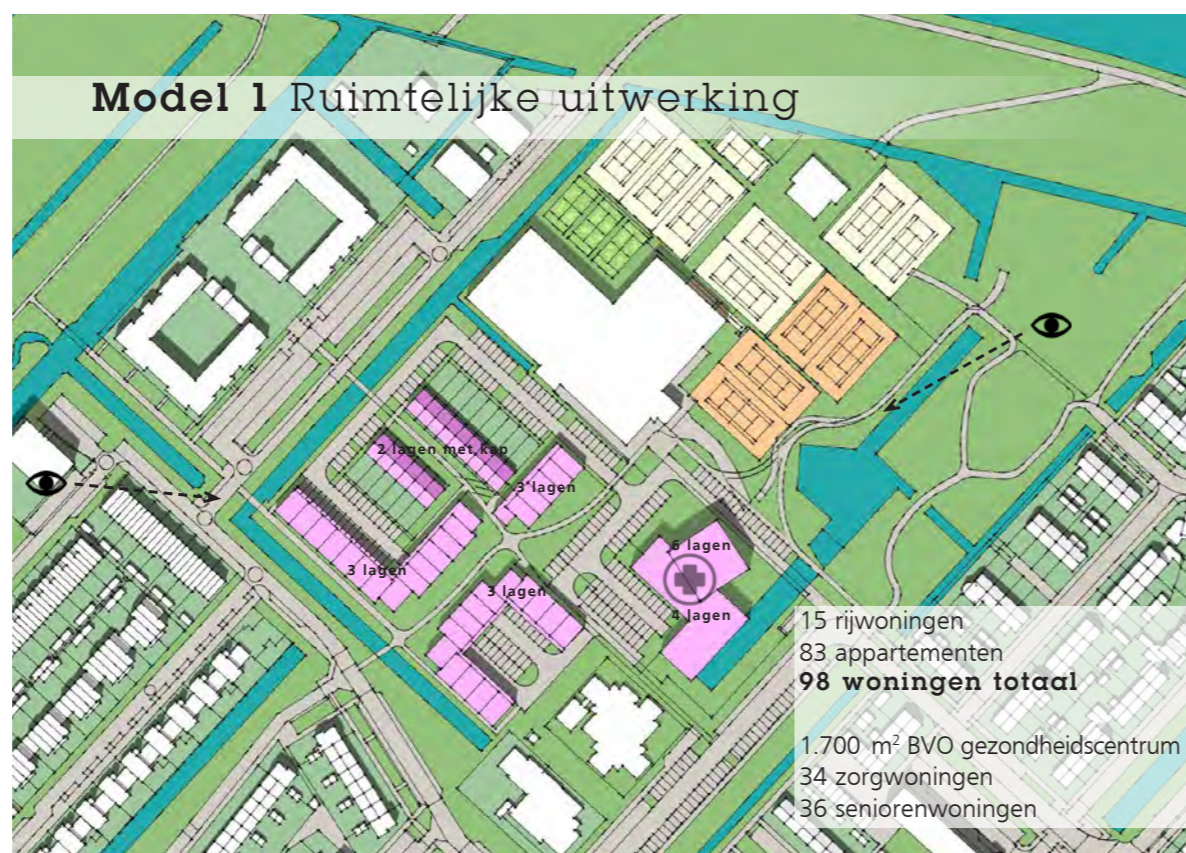 Model 1 Ruimtelijke uitwerking
2 lagen met kap
3 lagen
3 lagen
3 lagen
6 lagen
4 lagen
15 rijwoningen
83 appartementen
98 woningen totaal
1.700 m² BVO gezondheidscentrum
34 zorgwoningen
36 seniorenwoningen